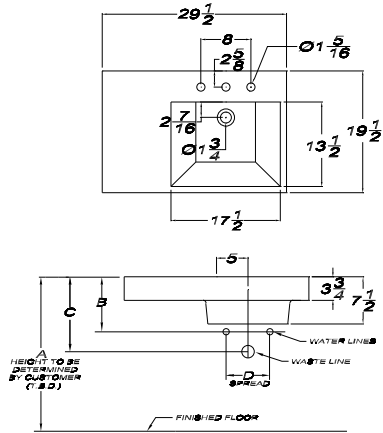 29 1/2
8
Ø1 5/16
2 5/8
2 7/16
Ø1 3/4
13 1/2
19 1/2
17 1/2
5
3 3/4
7 1/2
B
C
A
HEIGHT TO BE
DETERMINED
BY CUSTOMER
(T.B.D.)
WATER LINES
WASTE LINE
D
SPREAD
FINISHED FLOOR